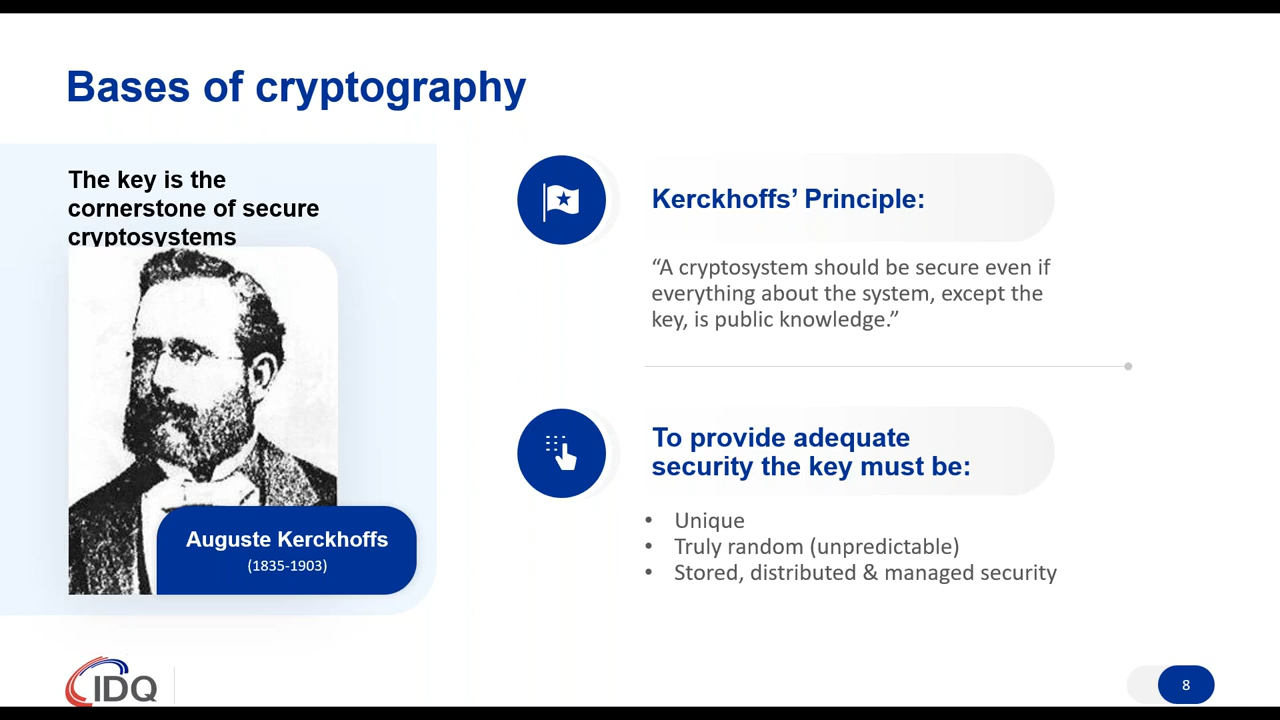 Bases of cryptography
The key is the
cornerstone of secure
cryptosystems
Auguste Kerckhoffs
(1835-1903)
Kerckhoffs’ Principle:
“A cryptosystem should be secure even if
everything about the system, except the
key, is public knowledge.”
To provide adequate
security the key must be:
• Unique
• Truly random (unpredictable)
• Stored, distributed & managed security
IDQ
8